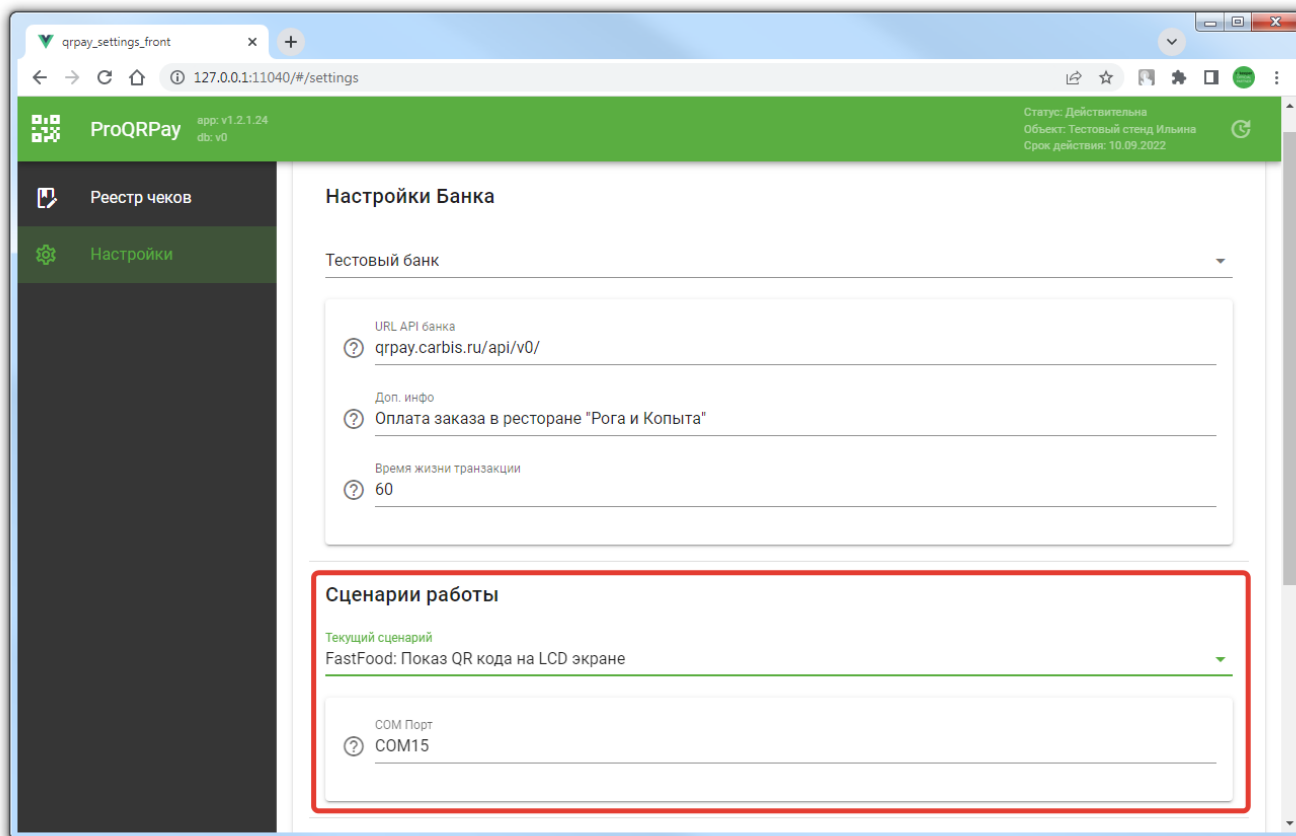 qrpay_settings_front
127.0.0.1:11040/#/settings
ProQRPay
app: v1.2.1.24
db: v0
Статус: Действительна
Объект: Тестовый стенд Ильина
Срок действия: 10.09.2022
Реестр чеков
Настройки
Настройки Банка
Тестовый банк
URL API банка
qrpay.carbis.ru/api/v0/
Доп. инфо
Оплата заказа в ресторане "Рога и Копыта"
Время жизни транзакции
60
Сценарии работы
Текущий сценарий
FastFood: Показ QR кода на LCD экране
COM Порт
COM15